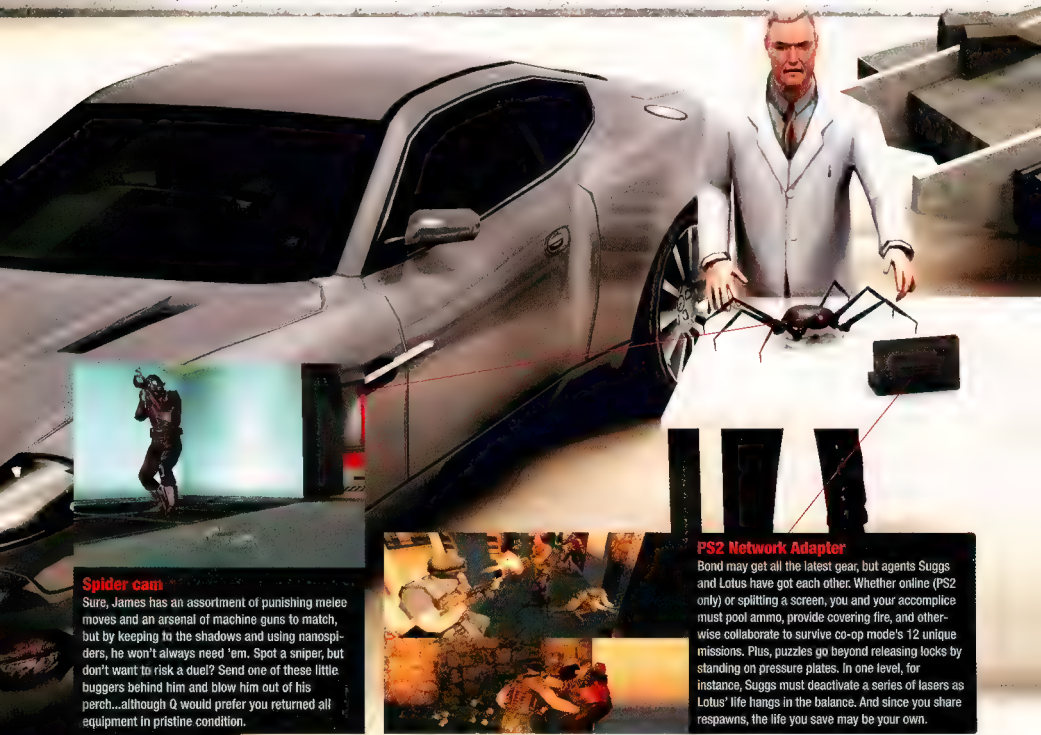 Spider cam
Sure, James has an assortment of punishing melee
moves and an arsenal of machine guns to match,
but by keeping to the shadows and using nanospi-
ders, he won't always need 'em. Spot a sniper, but
don't want to risk a duel? Send one of these little
buggers behind him and blow him out of his
perch...although Q would prefer you returned all
equipment in pristine condition.
PS2 Network Adapter
Bond may get all the latest gear, but agents Suggs
and Lotus have got each other. Whether online (PS2
only) or splitting a screen, you and your accomplice
must pool ammo, provide covering fire, and other-
wise collaborate to survive co-op mode's 12 unique
missions. Plus, puzzles go beyond releasing locks by
standing on pressure plates. In one level, for
instance, Suggs must deactivate a series of lasers as
Lotus' life hangs in the balance. And since you share
respawns, the life you save may be your own.